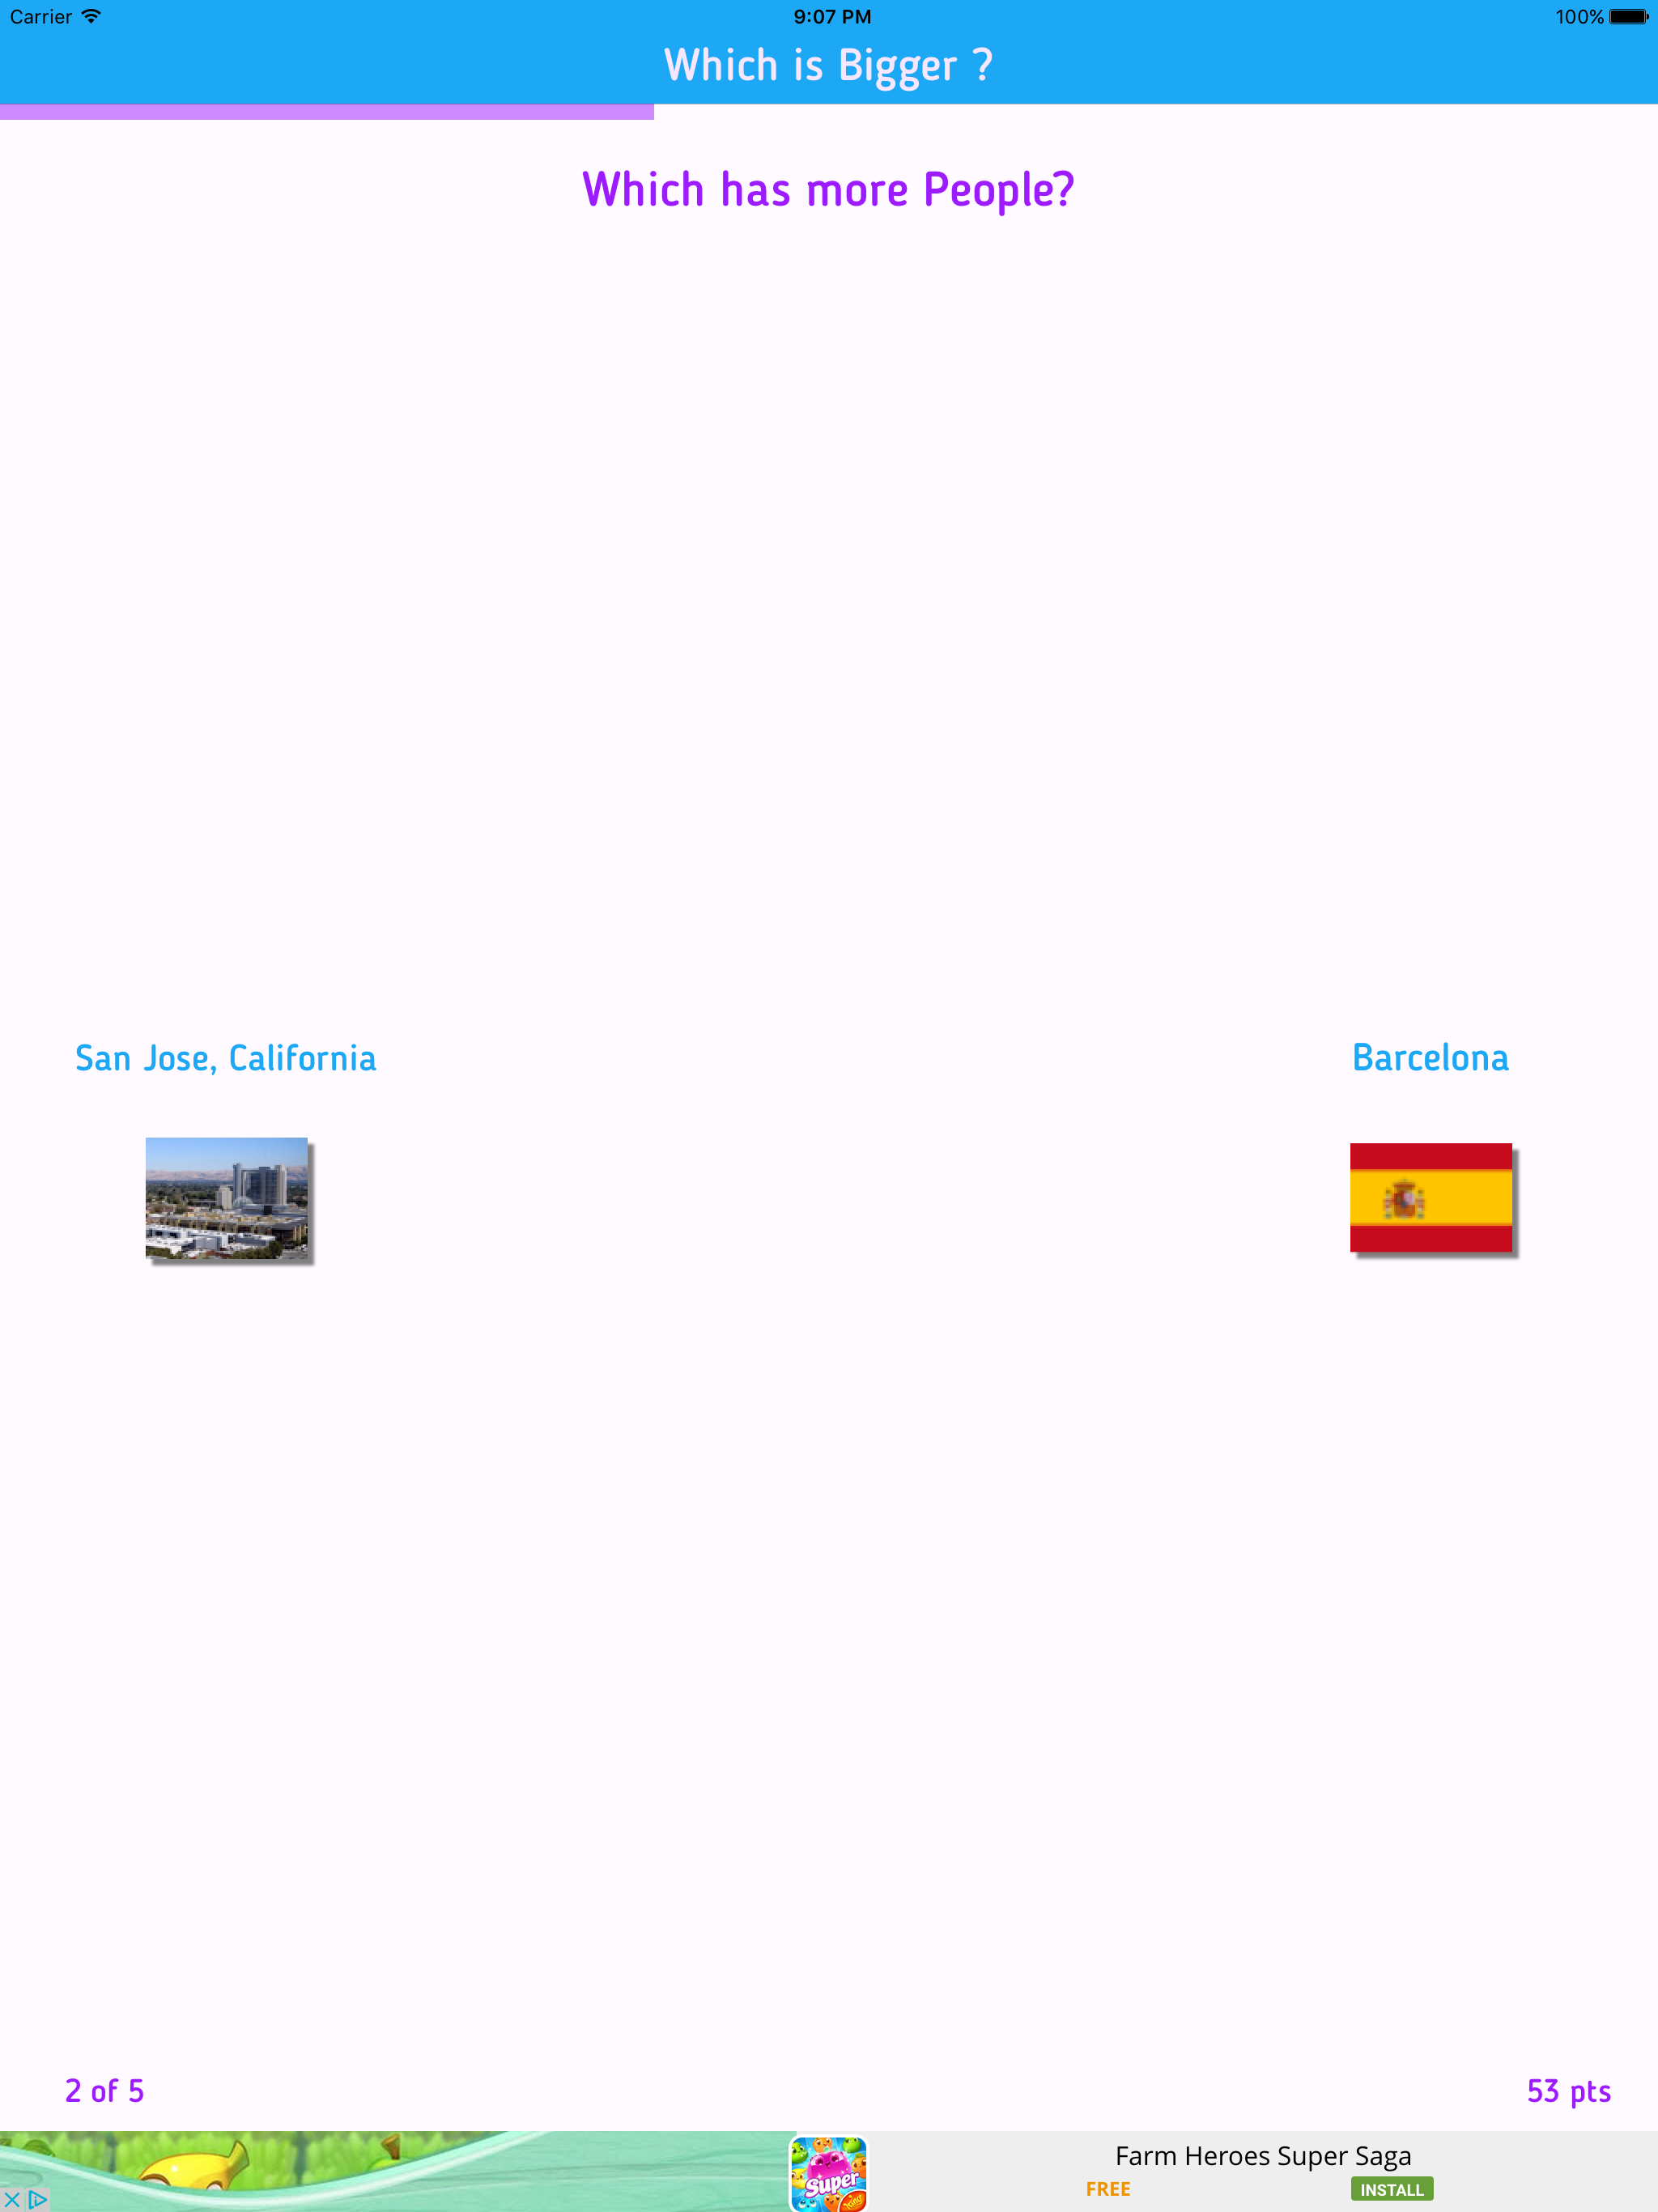 Carrier 9:07 PM 100%
Which is Bigger ?
Which has more People?
San Jose, California
Barcelona
2 of 5
53 pts
Super
King
Farm Heroes Super Saga
FREE
INSTALL